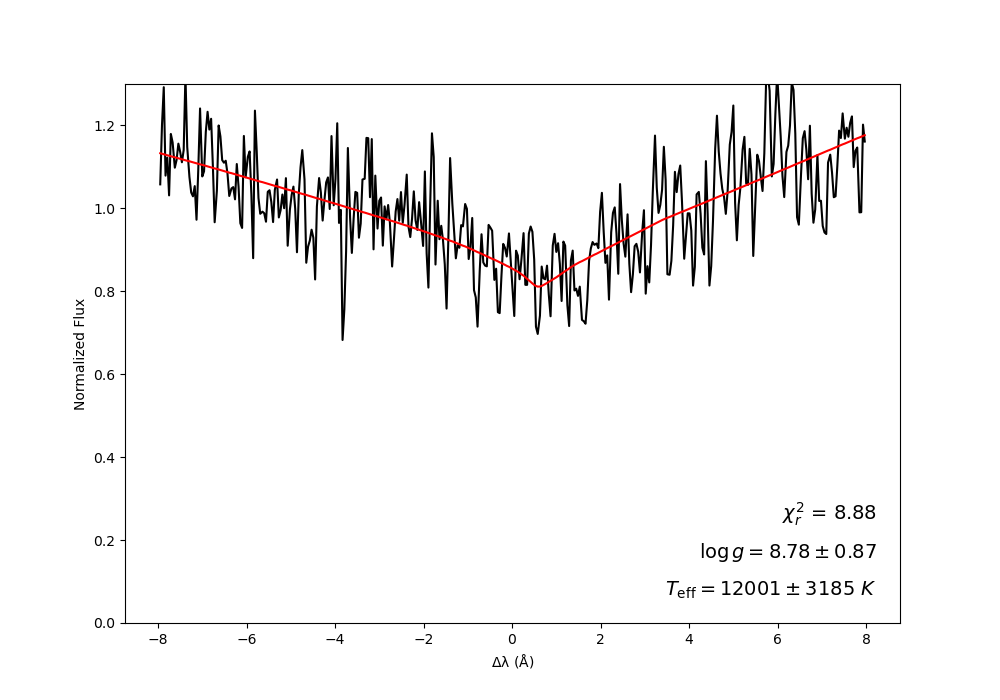 1.2
1.0
0.8
0.6
0.4
0.2
0.0
Normalized Flux
χ²ᵣ = 8.88
log g = 8.78 ± 0.87
T_eff = 12001 ± 3185 K
−8 −6 −4 −2 0 2 4 6 8
Δλ (Å)